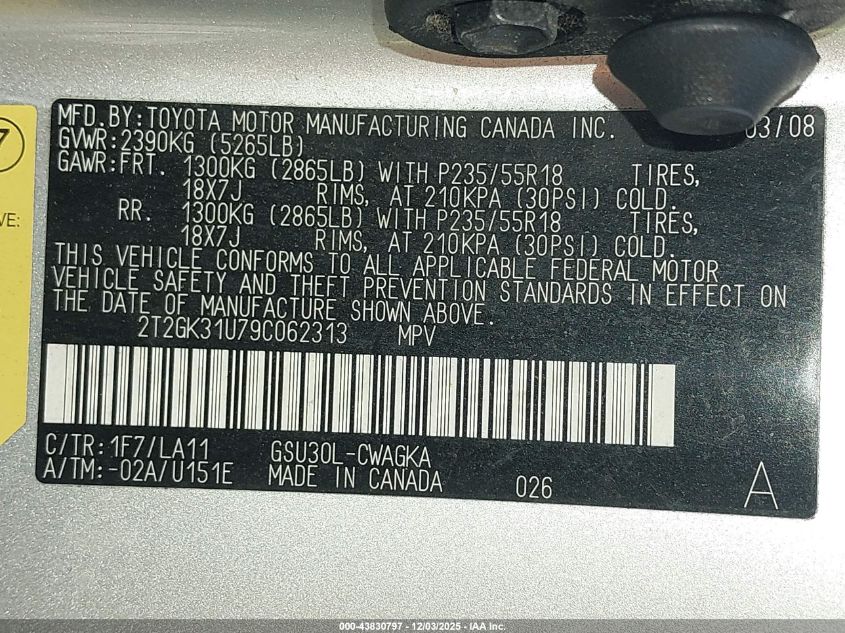 7
VE:
MFD.BY:TOYOTA MOTOR MANUFACTURING CANADA INC. 03/08
GVWR:2390KG (5265LB)
GAWR:FRT. 1300KG (2865LB) WITH P235/55R18 TIRES,
18X7J RIMS, AT 210KPA (30PSI) COLD.
RR. 1300KG (2865LB) WITH P235/55R18 TIRES,
18X7J RIMS, AT 210KPA (30PSI) COLD.
THIS VEHICLE CONFORMS TO ALL APPLICABLE FEDERAL MOTOR
VEHICLE SAFETY AND THEFT PREVENTION STANDARDS IN EFFECT ON
THE DATE OF MANUFACTURE SHOWN ABOVE.
2T2GK31U79C062313 MPV
C/TR:1F7/LA11 GSU30L-CWAGKA
A/TM:-02A/U151E MADE IN CANADA 026 A
000-43830797 - 12/03/2025 - IAA Inc.